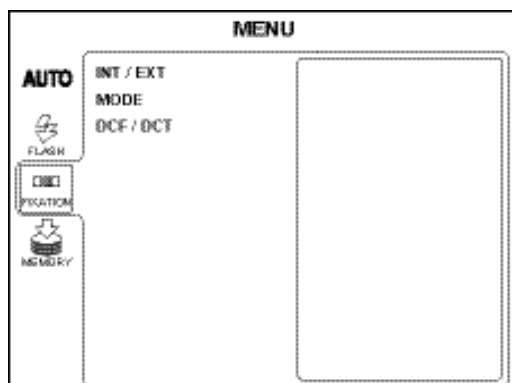 MENU
AUTO
INT / EXT
MODE
DCF / DCT
FLASH
FIXATION
MEMORY